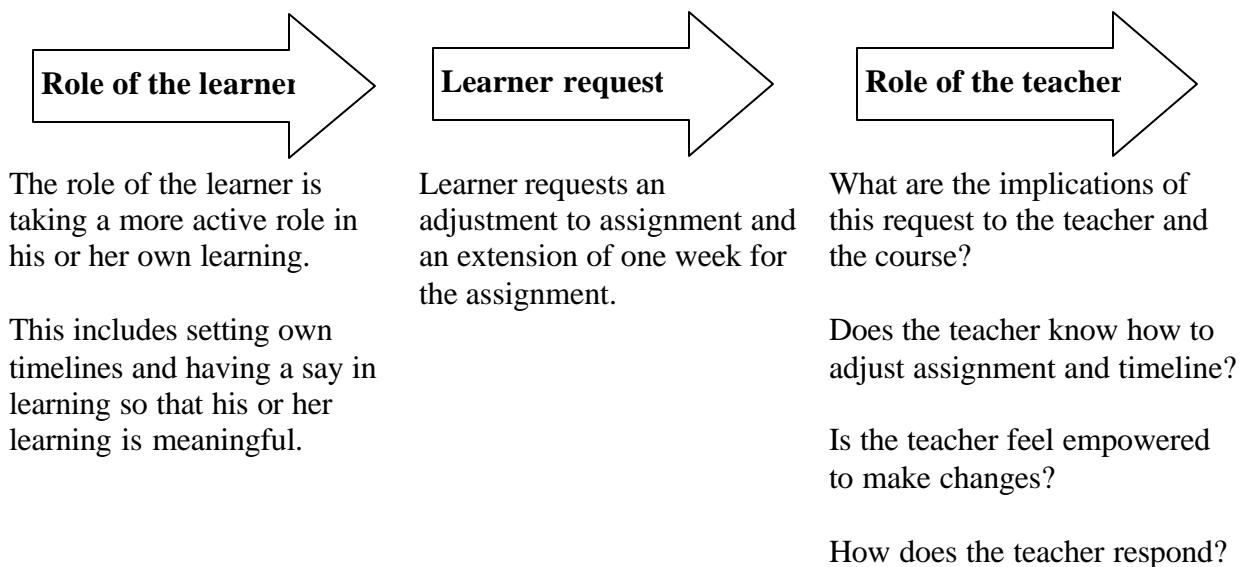 Role of the learner
The role of the learner is
taking a more active role in
his or her own learning.
This includes setting own
timelines and having a say in
learning so that his or her
learning is meaningful.
Learner request
Learner requests an
adjustment to assignment and
an extension of one week for
the assignment.
Role of the teacher
What are the implications of
this request to the teacher and
the course?
Does the teacher know how to
adjust assignment and timeline?
Is the teacher feel empowered
to make changes?
How does the teacher respond?